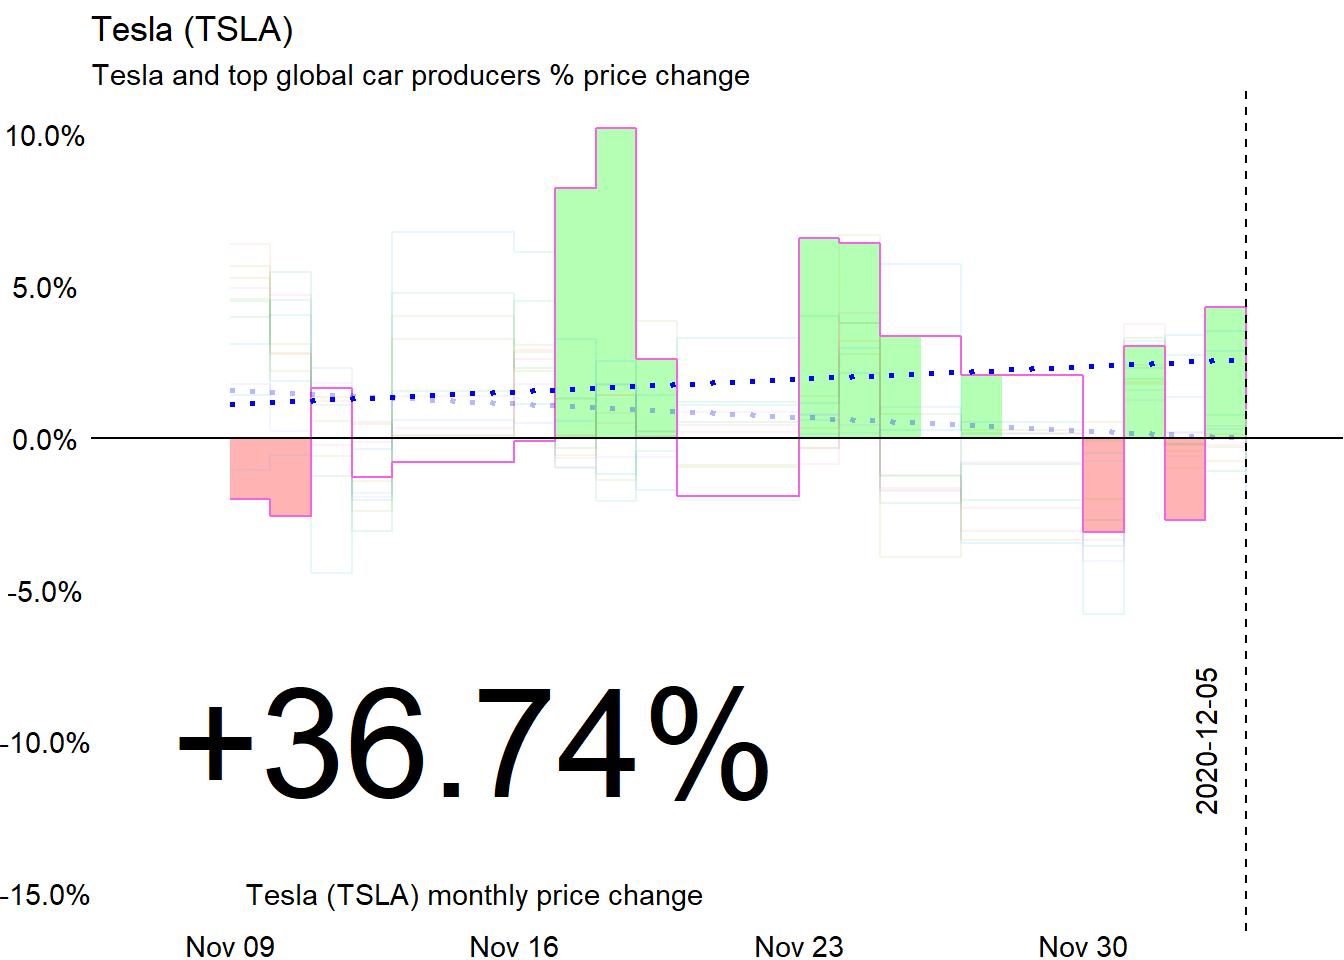 Tesla (TSLA)
Tesla and top global car producers % price change
10.0%
5.0%
0.0%
-5.0%
-10.0%
-15.0%
+36.74%
Tesla (TSLA) monthly price change
2020-12-05
Nov 09 Nov 16 Nov 23 Nov 30